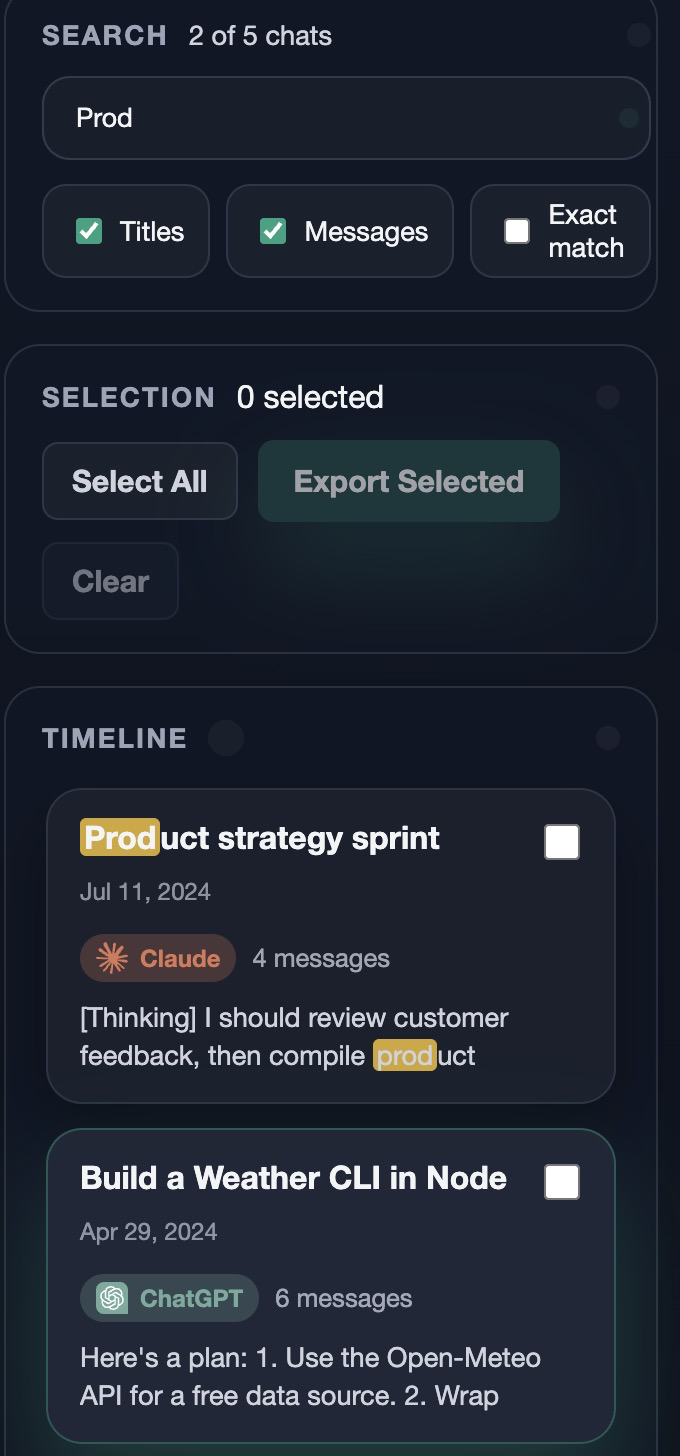 SEARCH 2 of 5 chats
Prod
Titles
Messages
Exact
match
SELECTION 0 selected
Select All
Export Selected
Clear
TIMELINE
Product strategy sprint
Jul 11, 2024
Claude 4 messages
[Thinking] I should review customer
feedback, then compile product
Build a Weather CLI in Node
Apr 29, 2024
ChatGPT 6 messages
Here's a plan: 1. Use the Open-Meteo
API for a free data source. 2. Wrap